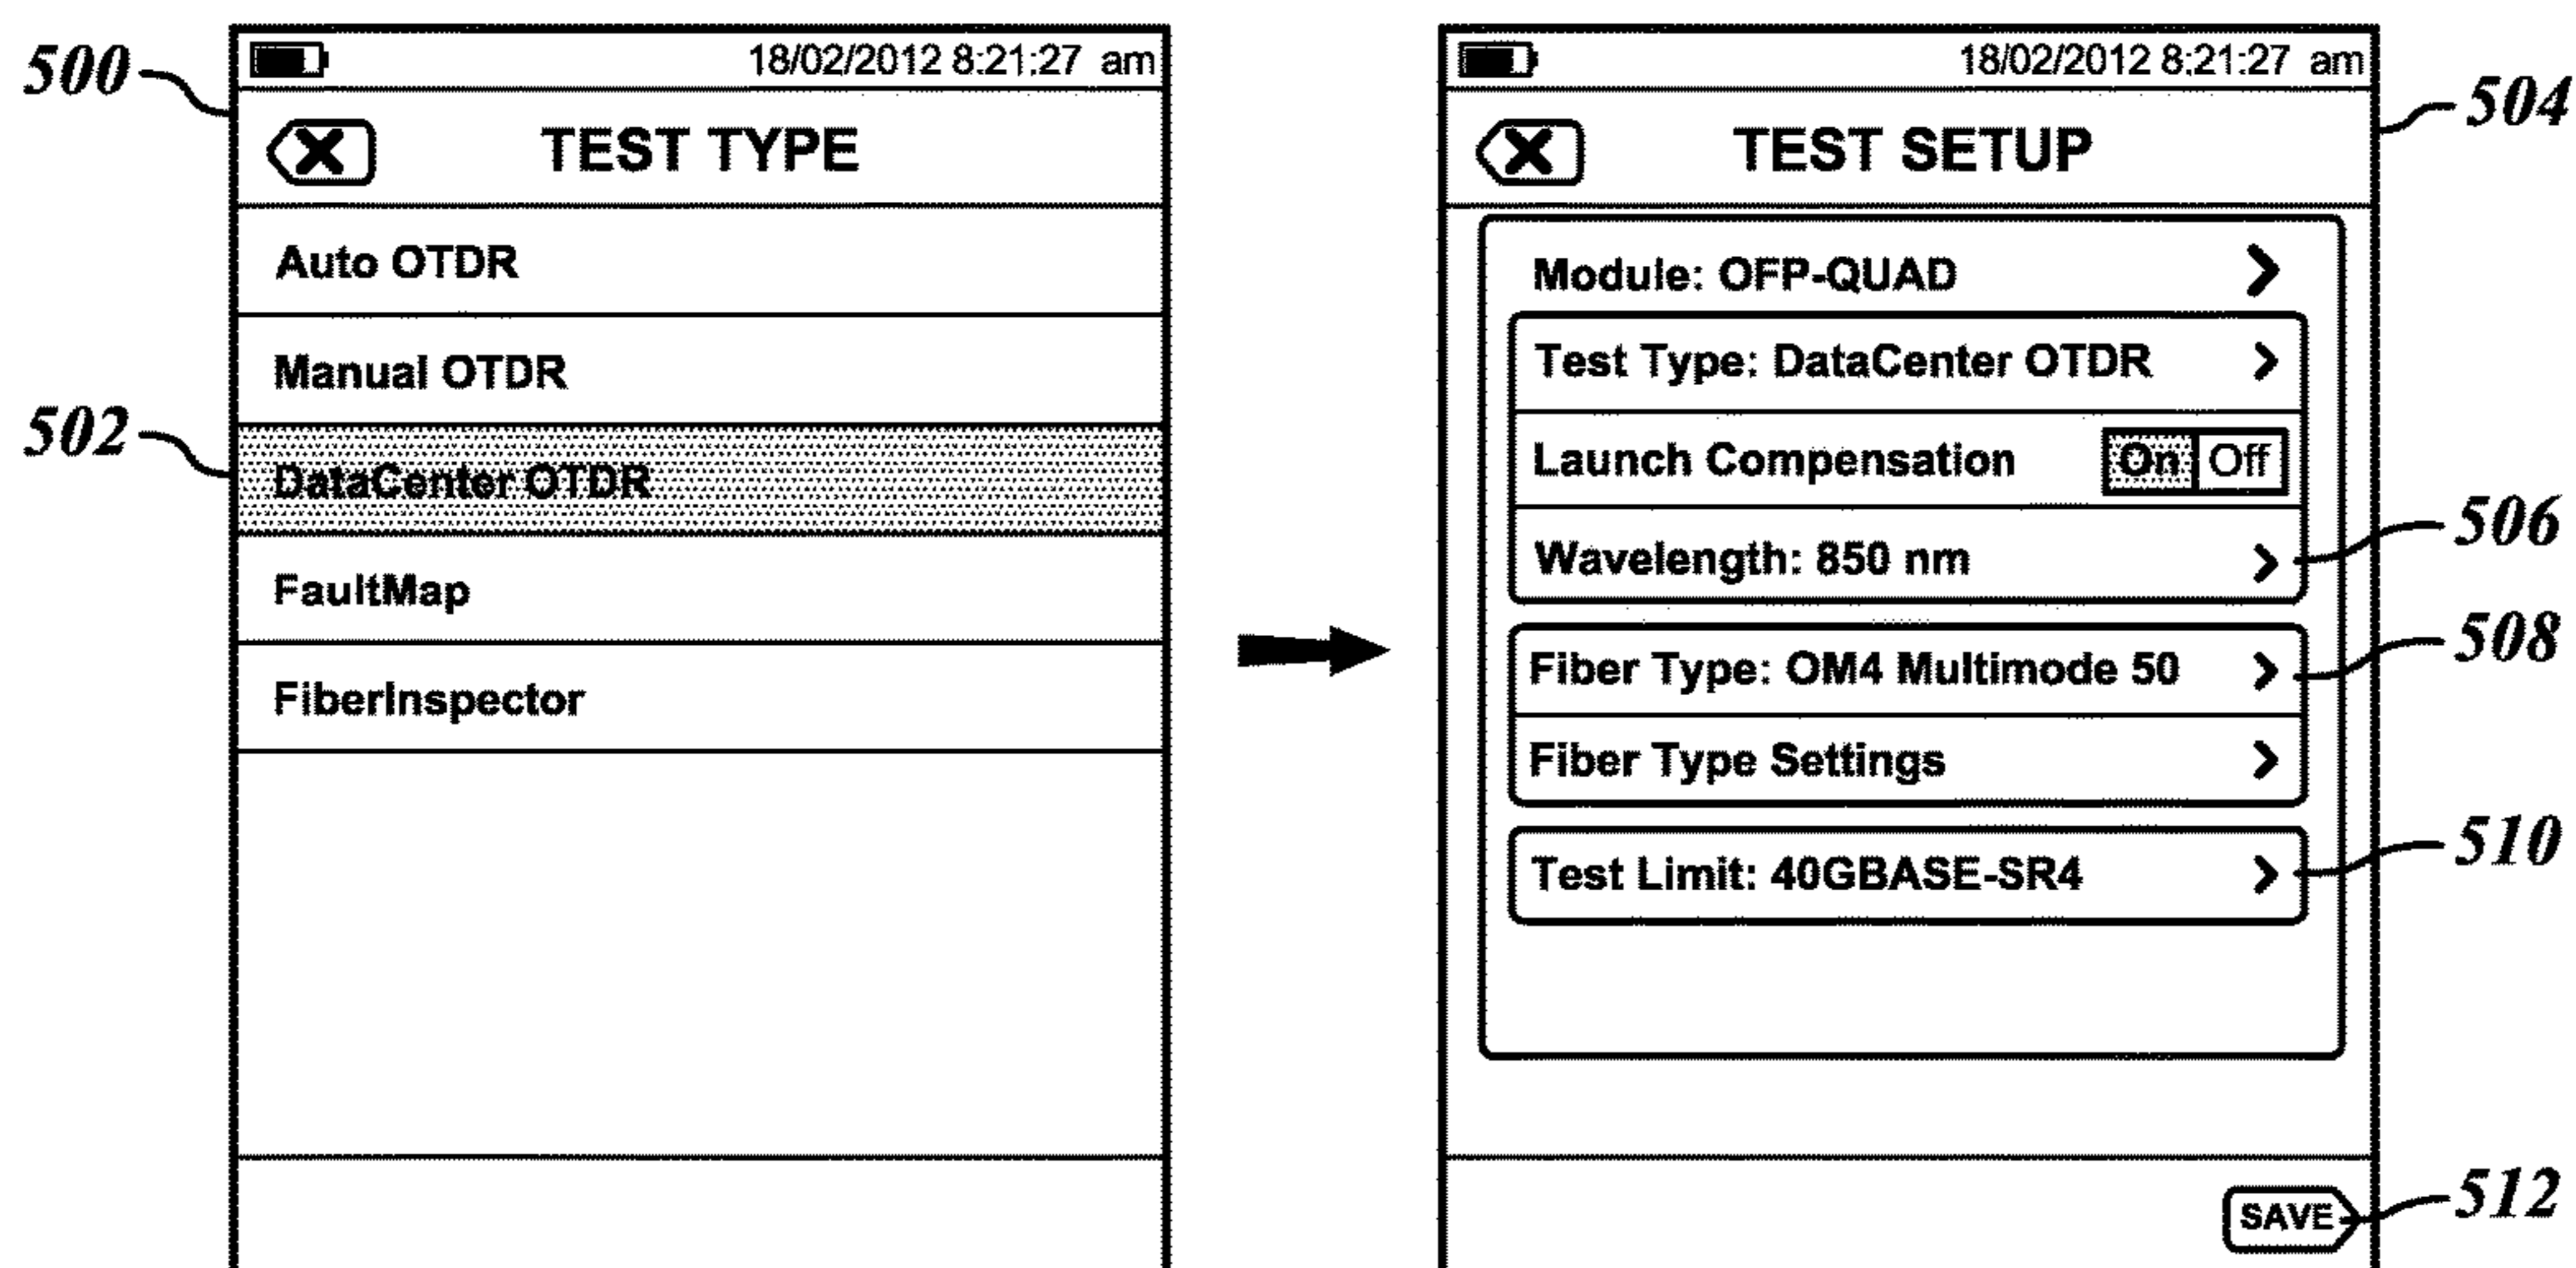 500
18/02/2012 8:21:27 am
TEST TYPE
Auto OTDR
Manual OTDR
502
DataCenter OTDR
FaultMap
FiberInspector
18/02/2012 8:21:27 am
504
TEST SETUP
Module: OFP-QUAD
Test Type: DataCenter OTDR
Launch Compensation On Off
Wavelength: 850 nm
506
Fiber Type: OM4 Multimode 50
508
Fiber Type Settings
Test Limit: 40GBASE-SR4
510
SAVE
512